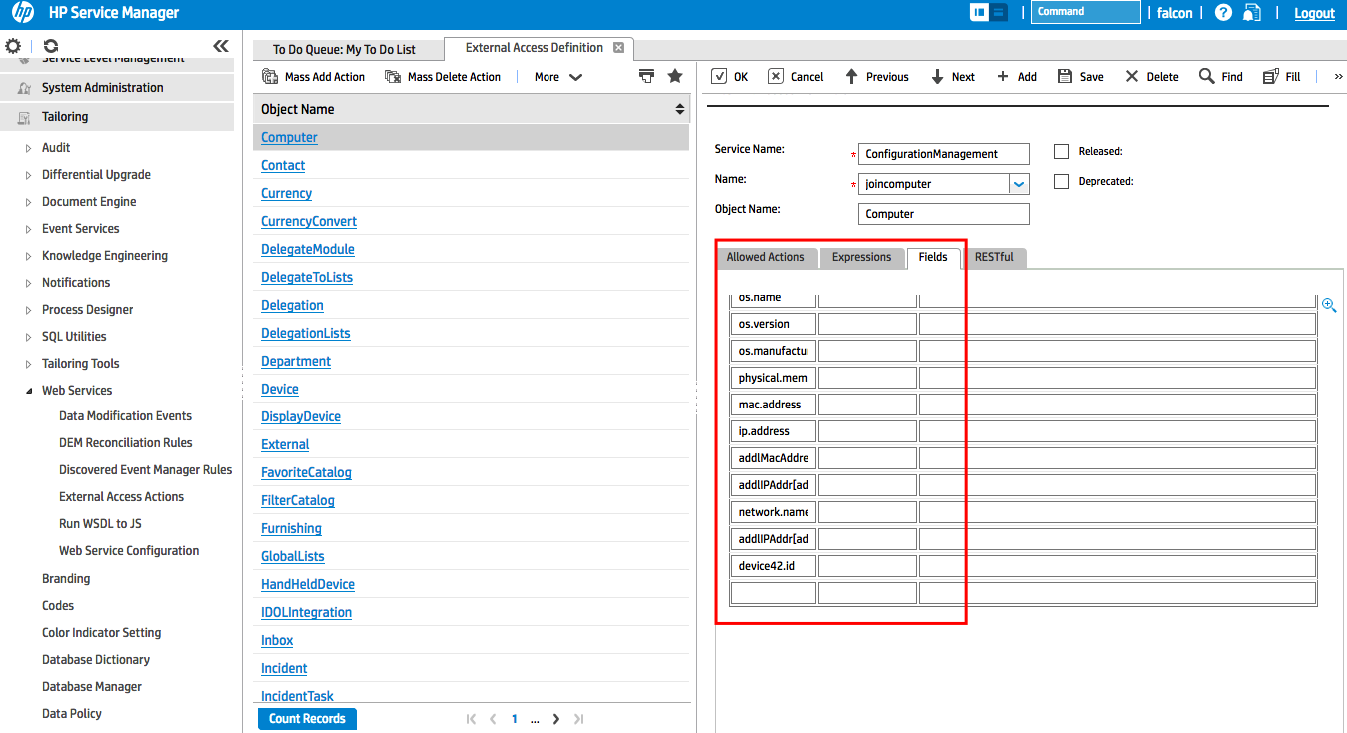 hp HP Service Manager
Command
falcon
?
Logout
Service Level Management
System Administration
Tailoring
Audit
Differential Upgrade
Document Engine
Event Services
Knowledge Engineering
Notifications
Process Designer
SQL Utilities
Tailoring Tools
Web Services
Data Modification Events
DEM Reconciliation Rules
Discovered Event Manager Rules
External Access Actions
Run WSDL to JS
Web Service Configuration
Branding
Codes
Color Indicator Setting
Database Dictionary
Database Manager
Data Policy
To Do Queue: My To Do List
External Access Definition
Mass Add Action
Mass Delete Action
More
Object Name
Computer
Contact
Currency
CurrencyConvert
DelegateModule
DelegateToLists
Delegation
DelegationLists
Department
Device
DisplayDevice
External
FavoriteCatalog
FilterCatalog
Furnishing
GlobalLists
HandHeldDevice
IDOLIntegration
Inbox
Incident
IncidentTask
Count Records
1 ...
OK
Cancel
Previous
Next
Add
Save
Delete
Find
Fill
»
Service Name: * ConfigurationManagement
Released:
Name: * joincomputer
Deprecated:
Object Name: Computer
Allowed Actions
Expressions
Fields
RESTful
os.name
os.version
os.manufactu
physical.mem
mac.address
ip.address
addlMacAddre
addlIPAddr[ad
network.name
addlIPAddr[ad
device42.id